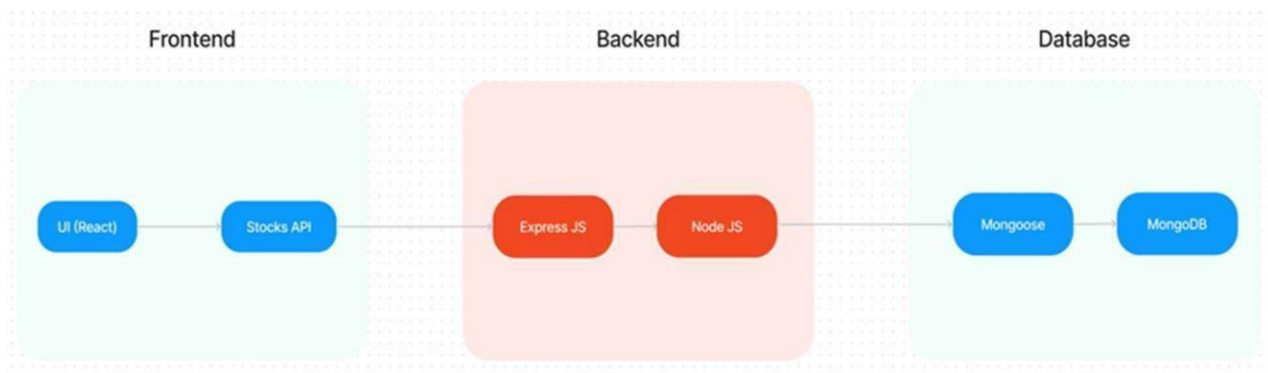 Frontend
Backend
Database
UI (React)
Stocks API
Express JS
Node JS
Mongoose
MongoDB